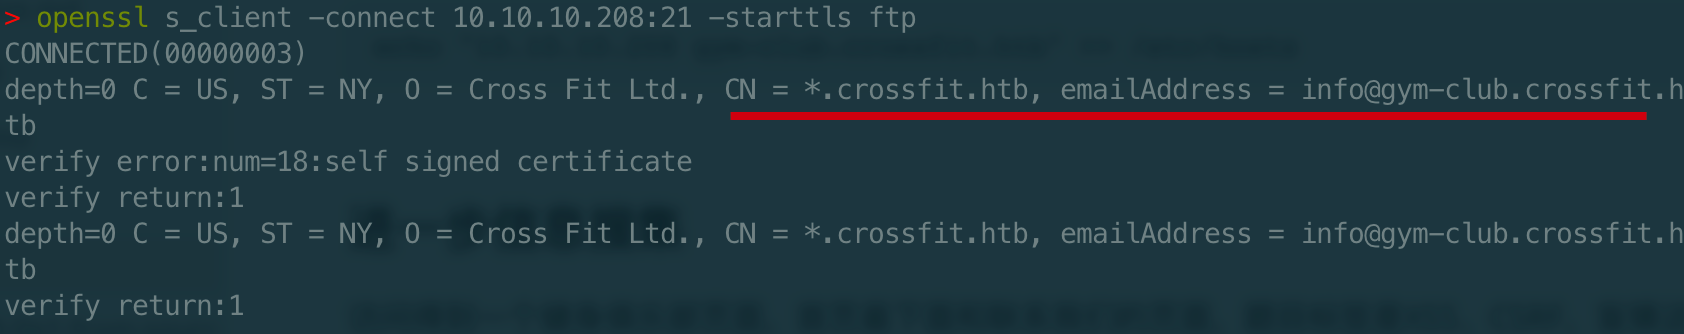 > openssl s_client -connect 10.10.10.208:21 -starttls ftp
CONNECTED(00000003)
depth=0 C = US, ST = NY, O = Cross Fit Ltd., CN = *.crossfit.htb, emailAddress = info@gym-club.crossfit.h
tb
verify error:num=18:self signed certificate
verify return:1
depth=0 C = US, ST = NY, O = Cross Fit Ltd., CN = *.crossfit.htb, emailAddress = info@gym-club.crossfit.h
tb
verify return:1